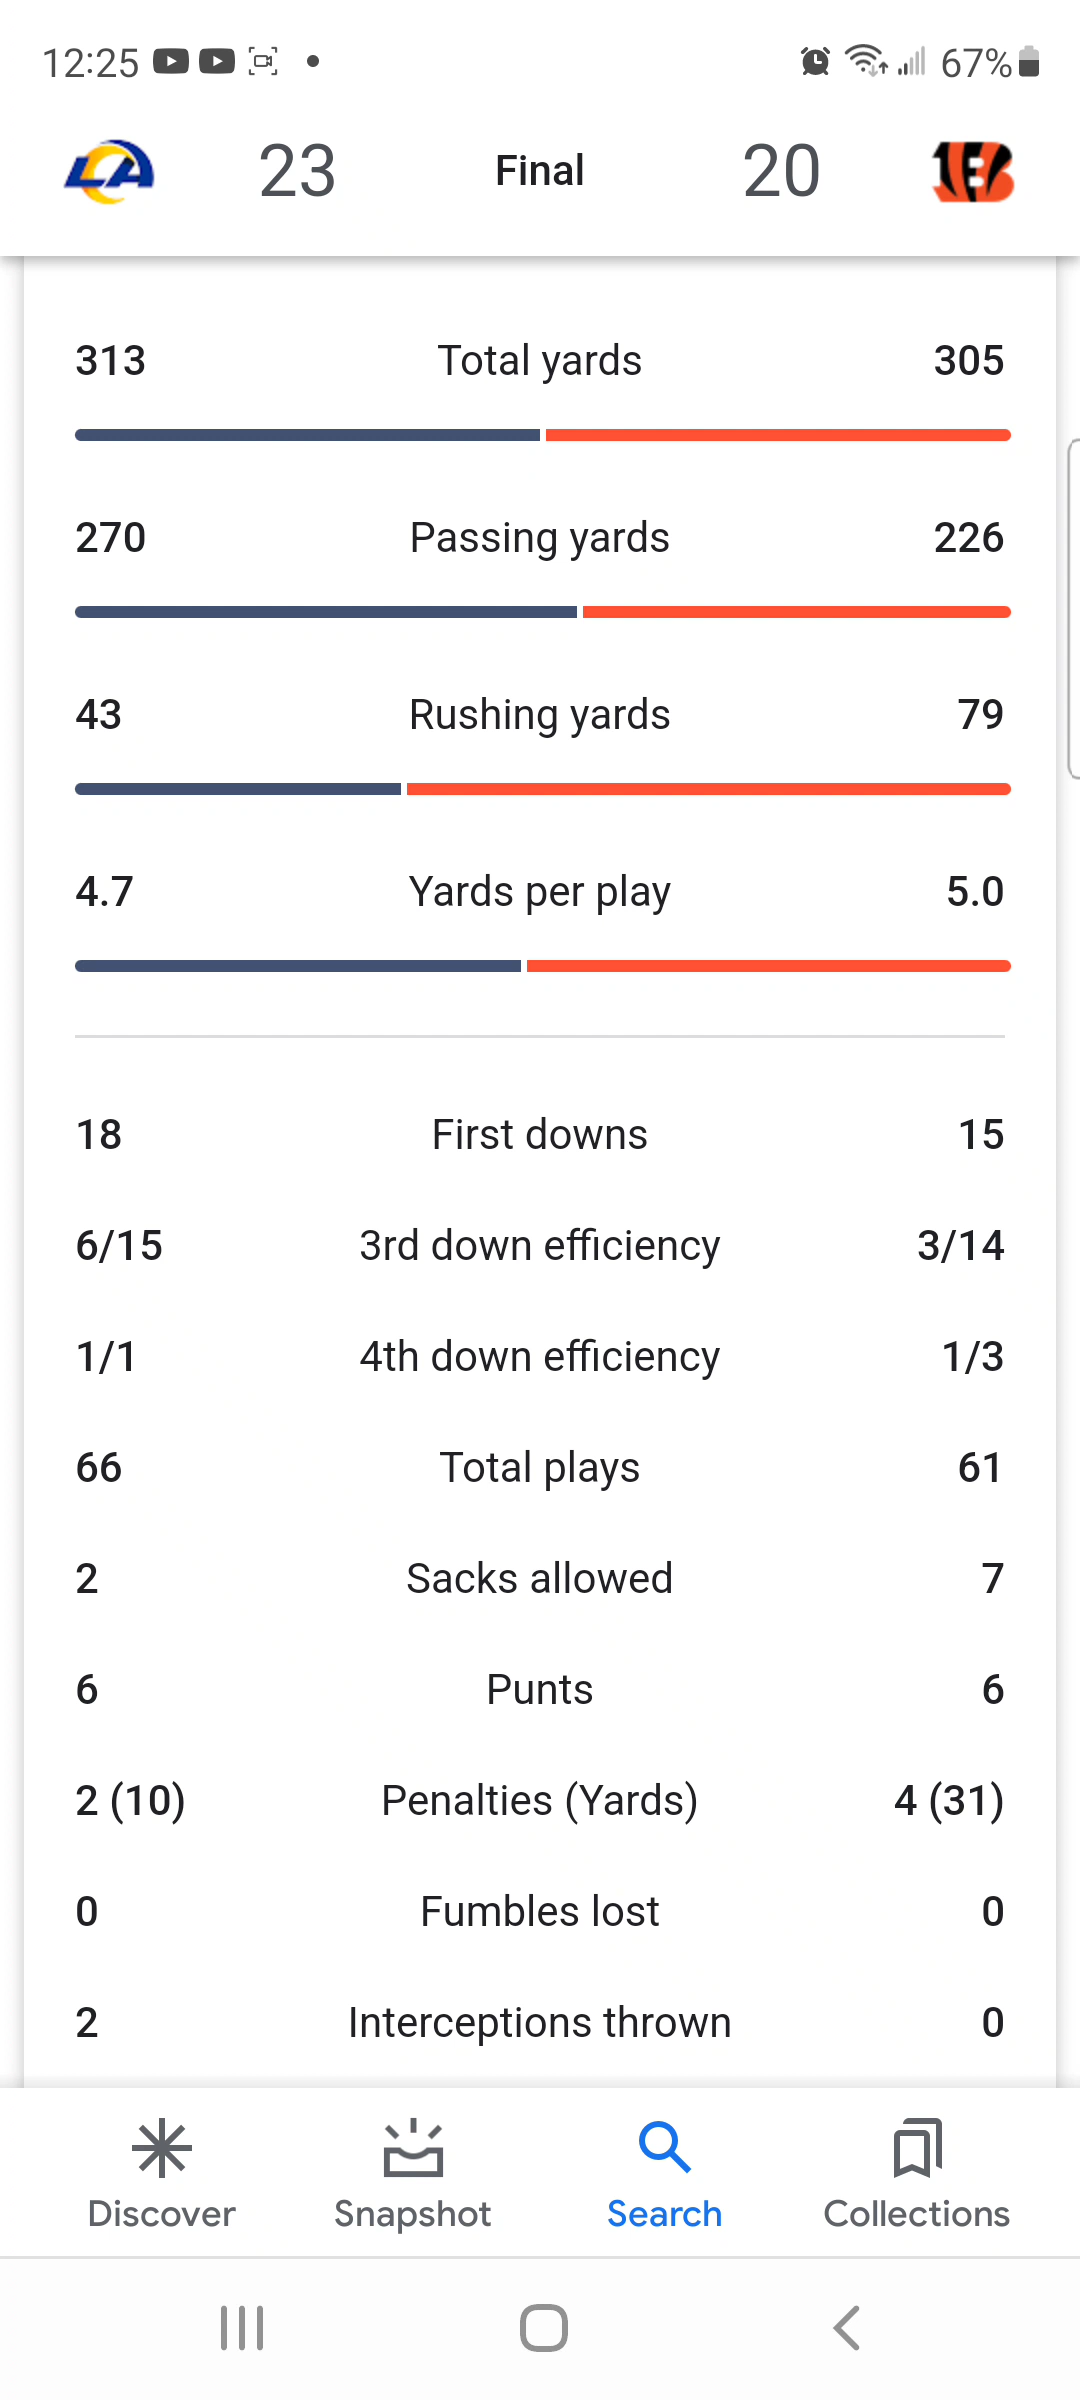 12:25 67%
LA 23 Final 20 B
313 Total yards 305
270 Passing yards 226
43 Rushing yards 79
4.7 Yards per play 5.0
18 First downs 15
6/15 3rd down efficiency 3/14
1/1 4th down efficiency 1/3
66 Total plays 61
2 Sacks allowed 7
6 Punts 6
2 (10) Penalties (Yards) 4 (31)
0 Fumbles lost 0
2 Interceptions thrown 0
Discover Snapshot Search Collections